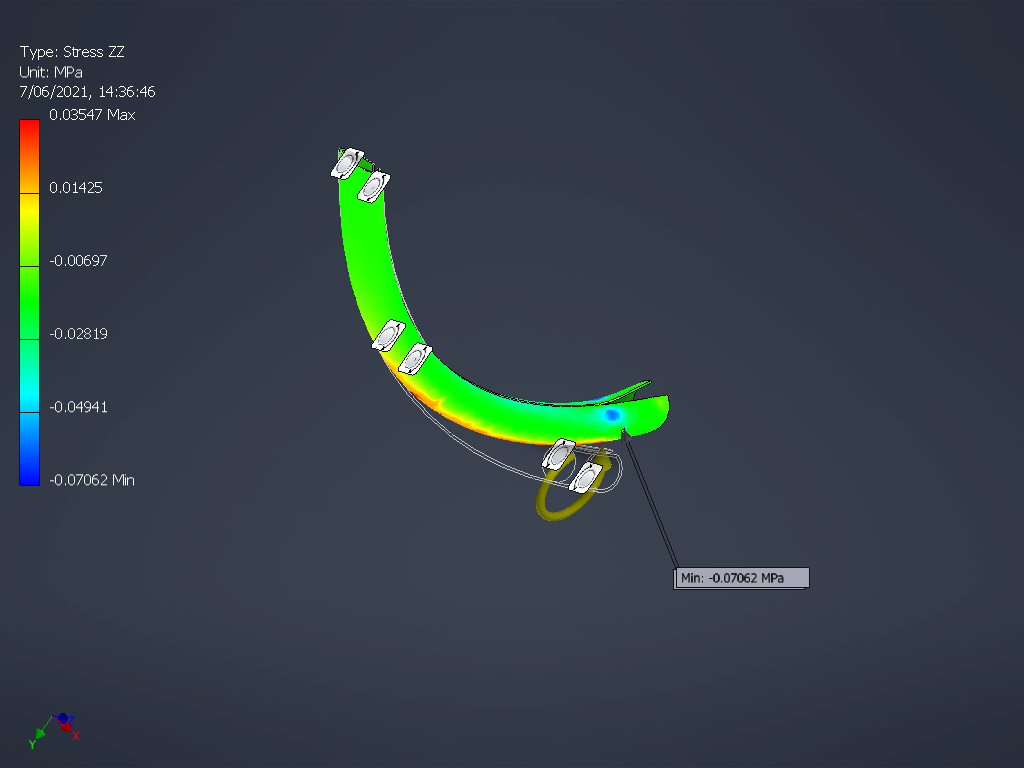 Type: Stress ZZ
Unit: MPa
7/06/2021, 14:36:46
0.03547 Max
0.01425
-0.00697
-0.02819
-0.04941
-0.07062 Min
Min: -0.07062 MPa
Z
X
Y